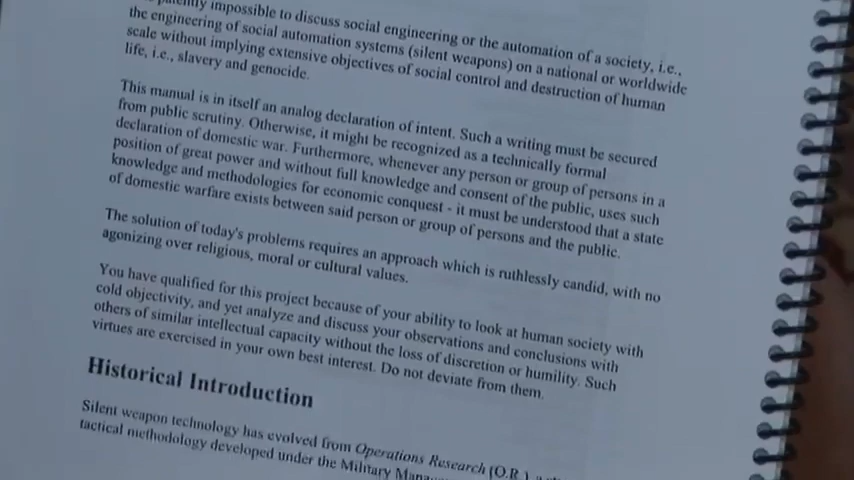 patently impossible to discuss social engineering or the automation of a society, i.e.,
the engineering of social automation systems (silent weapons) on a national or worldwide
scale without implying extensive objectives of social control and destruction of human
life, i.e., slavery and genocide.
This manual is in itself an analog declaration of intent. Such a writing must be secured
from public scrutiny. Otherwise, it might be recognized as a technically formal
declaration of domestic war. Furthermore, whenever any person or group of persons in a
position of great power and without full knowledge and consent of the public, uses such
knowledge and methodologies for economic conquest - it must be understood that a state
of domestic warfare exists between said person or group of persons and the public.
The solution of today's problems requires an approach which is ruthlessly candid, with no
agonizing over religious, moral or cultural values.
You have qualified for this project because of your ability to look at human society with
cold objectivity, and yet analyze and discuss your observations and conclusions with
others of similar intellectual capacity without the loss of discretion or humility. Such
virtues are exercised in your own best interest. Do not deviate from them.
Historical Introduction
Silent weapon technology has evolved from Operations Research (O.R.)
tactical methodology developed under the Military